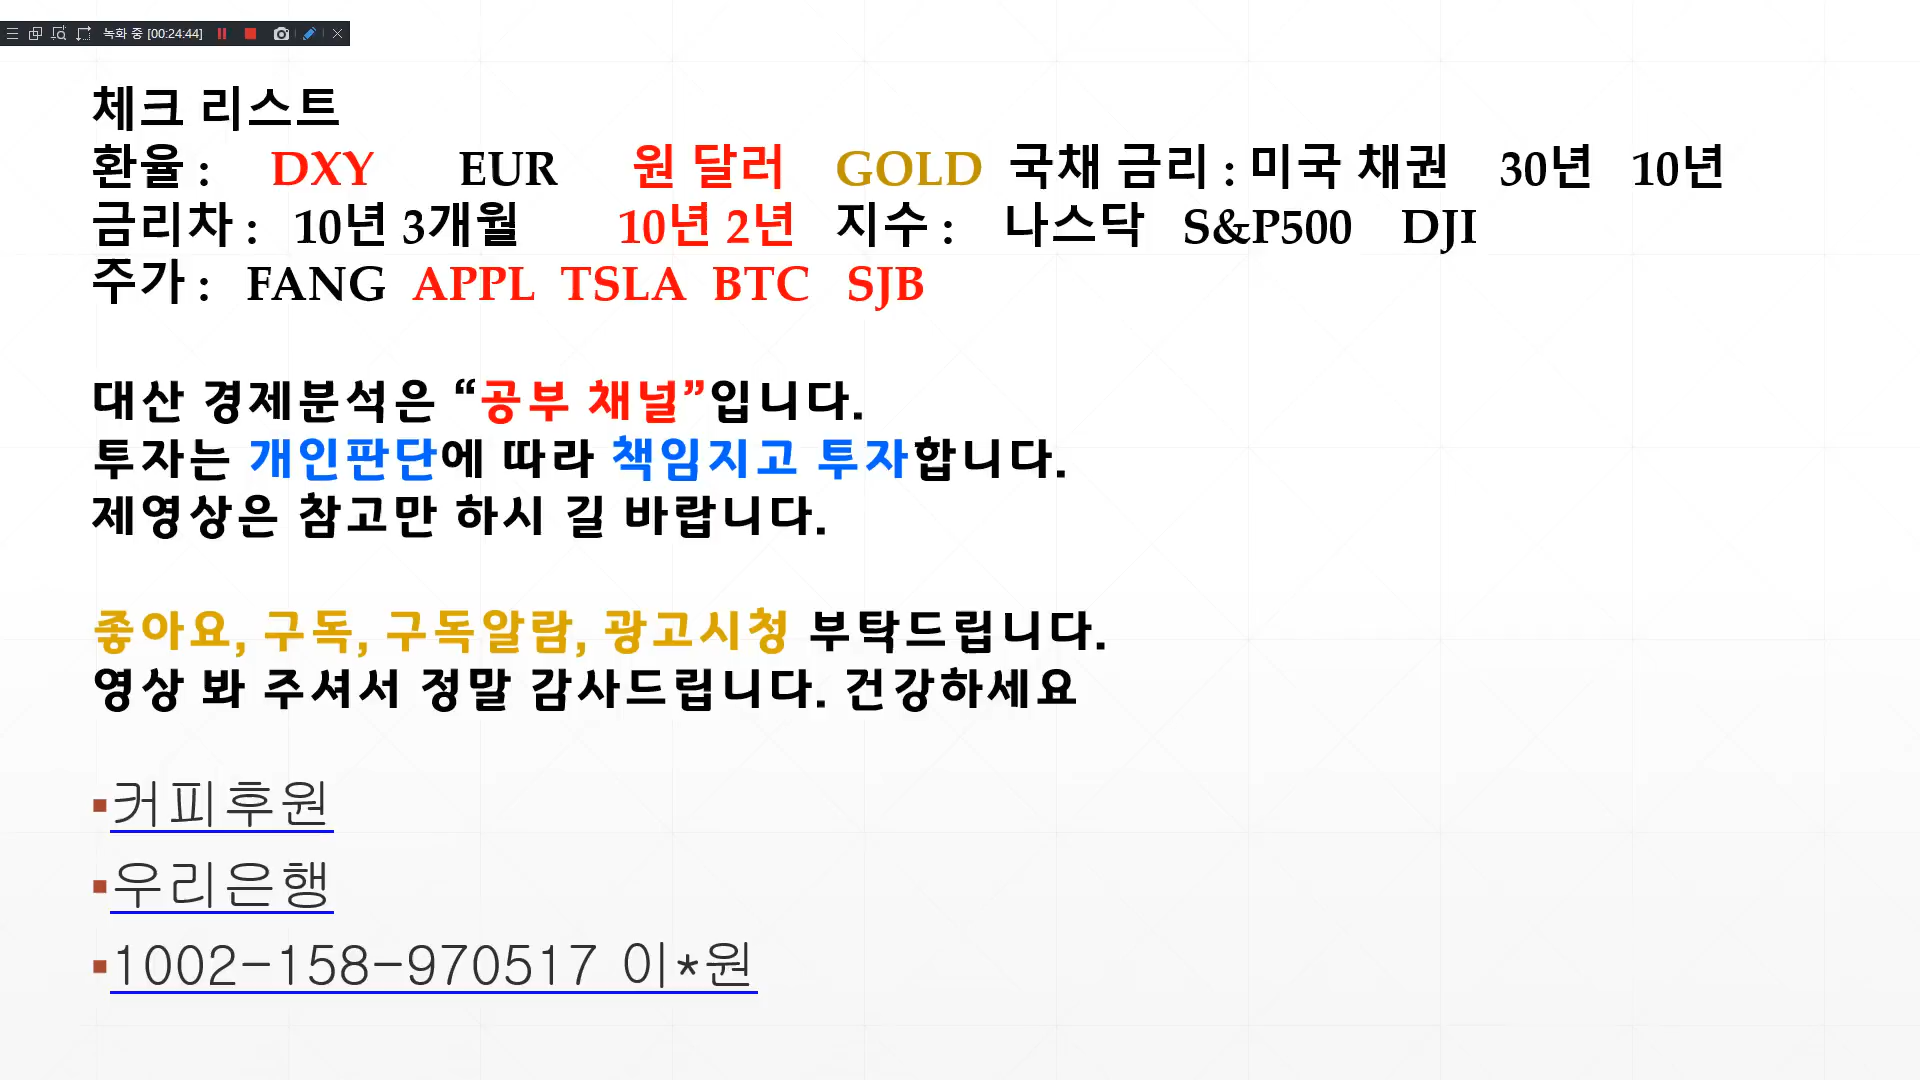 녹화 중 [00:24:44]
체크 리스트
환율 : DXY EUR 원 달러 GOLD 국채 금리 : 미국 채권 30년 10년
금리차 : 10년 3개월 10년 2년 지수 : 나스닥 S&P500 DJI
주가 : FANG APPL TSLA BTC SJB
대산 경제분석은 “공부 채널”입니다.
투자는 개인판단에 따라 책임지고 투자합니다.
제영상은 참고만 하시 길 바랍니다.
좋아요, 구독, 구독알람, 광고시청 부탁드립니다.
영상 봐 주셔서 정말 감사드립니다. 건강하세요
▪커피후원
▪우리은행
▪1002-158-970517 이*원